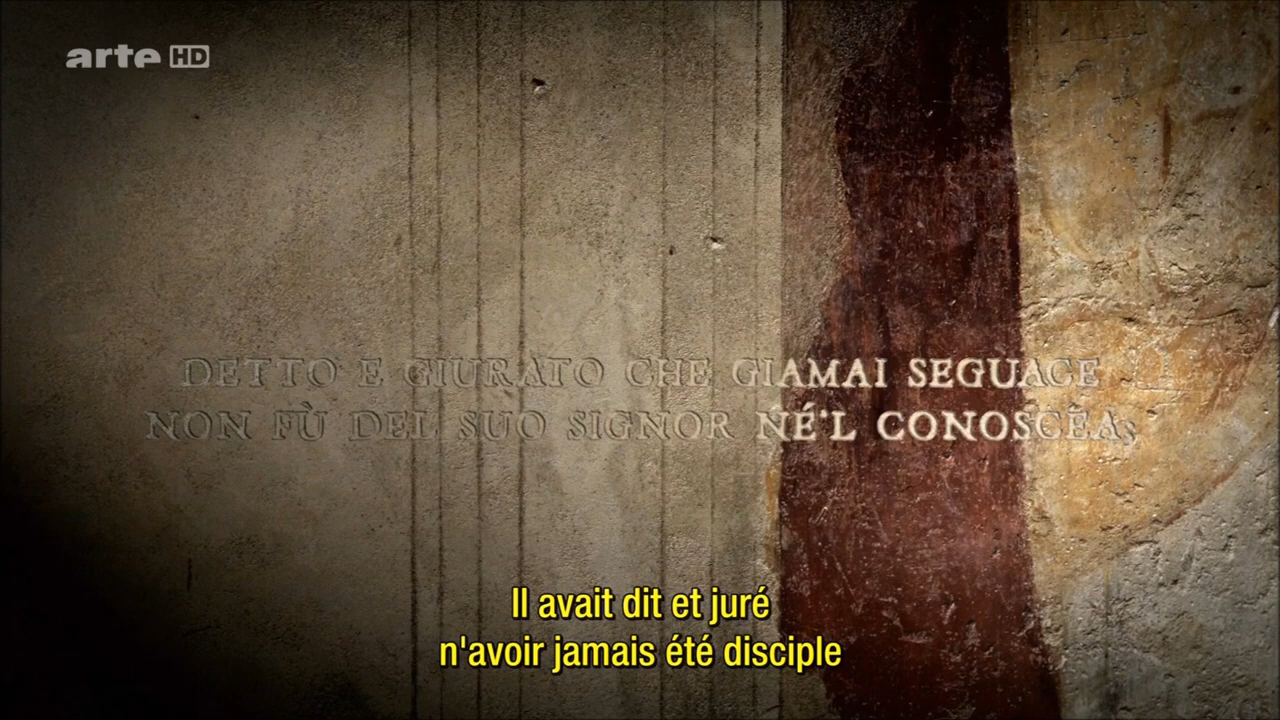 arte HD
DETTO E GIURATO CHE GIAMAI SEGUACE
NON FÙ DEL SUO SIGNOR NÉ'L CONOSCÉA;
Il avait dit et juré
n'avoir jamais été disciple